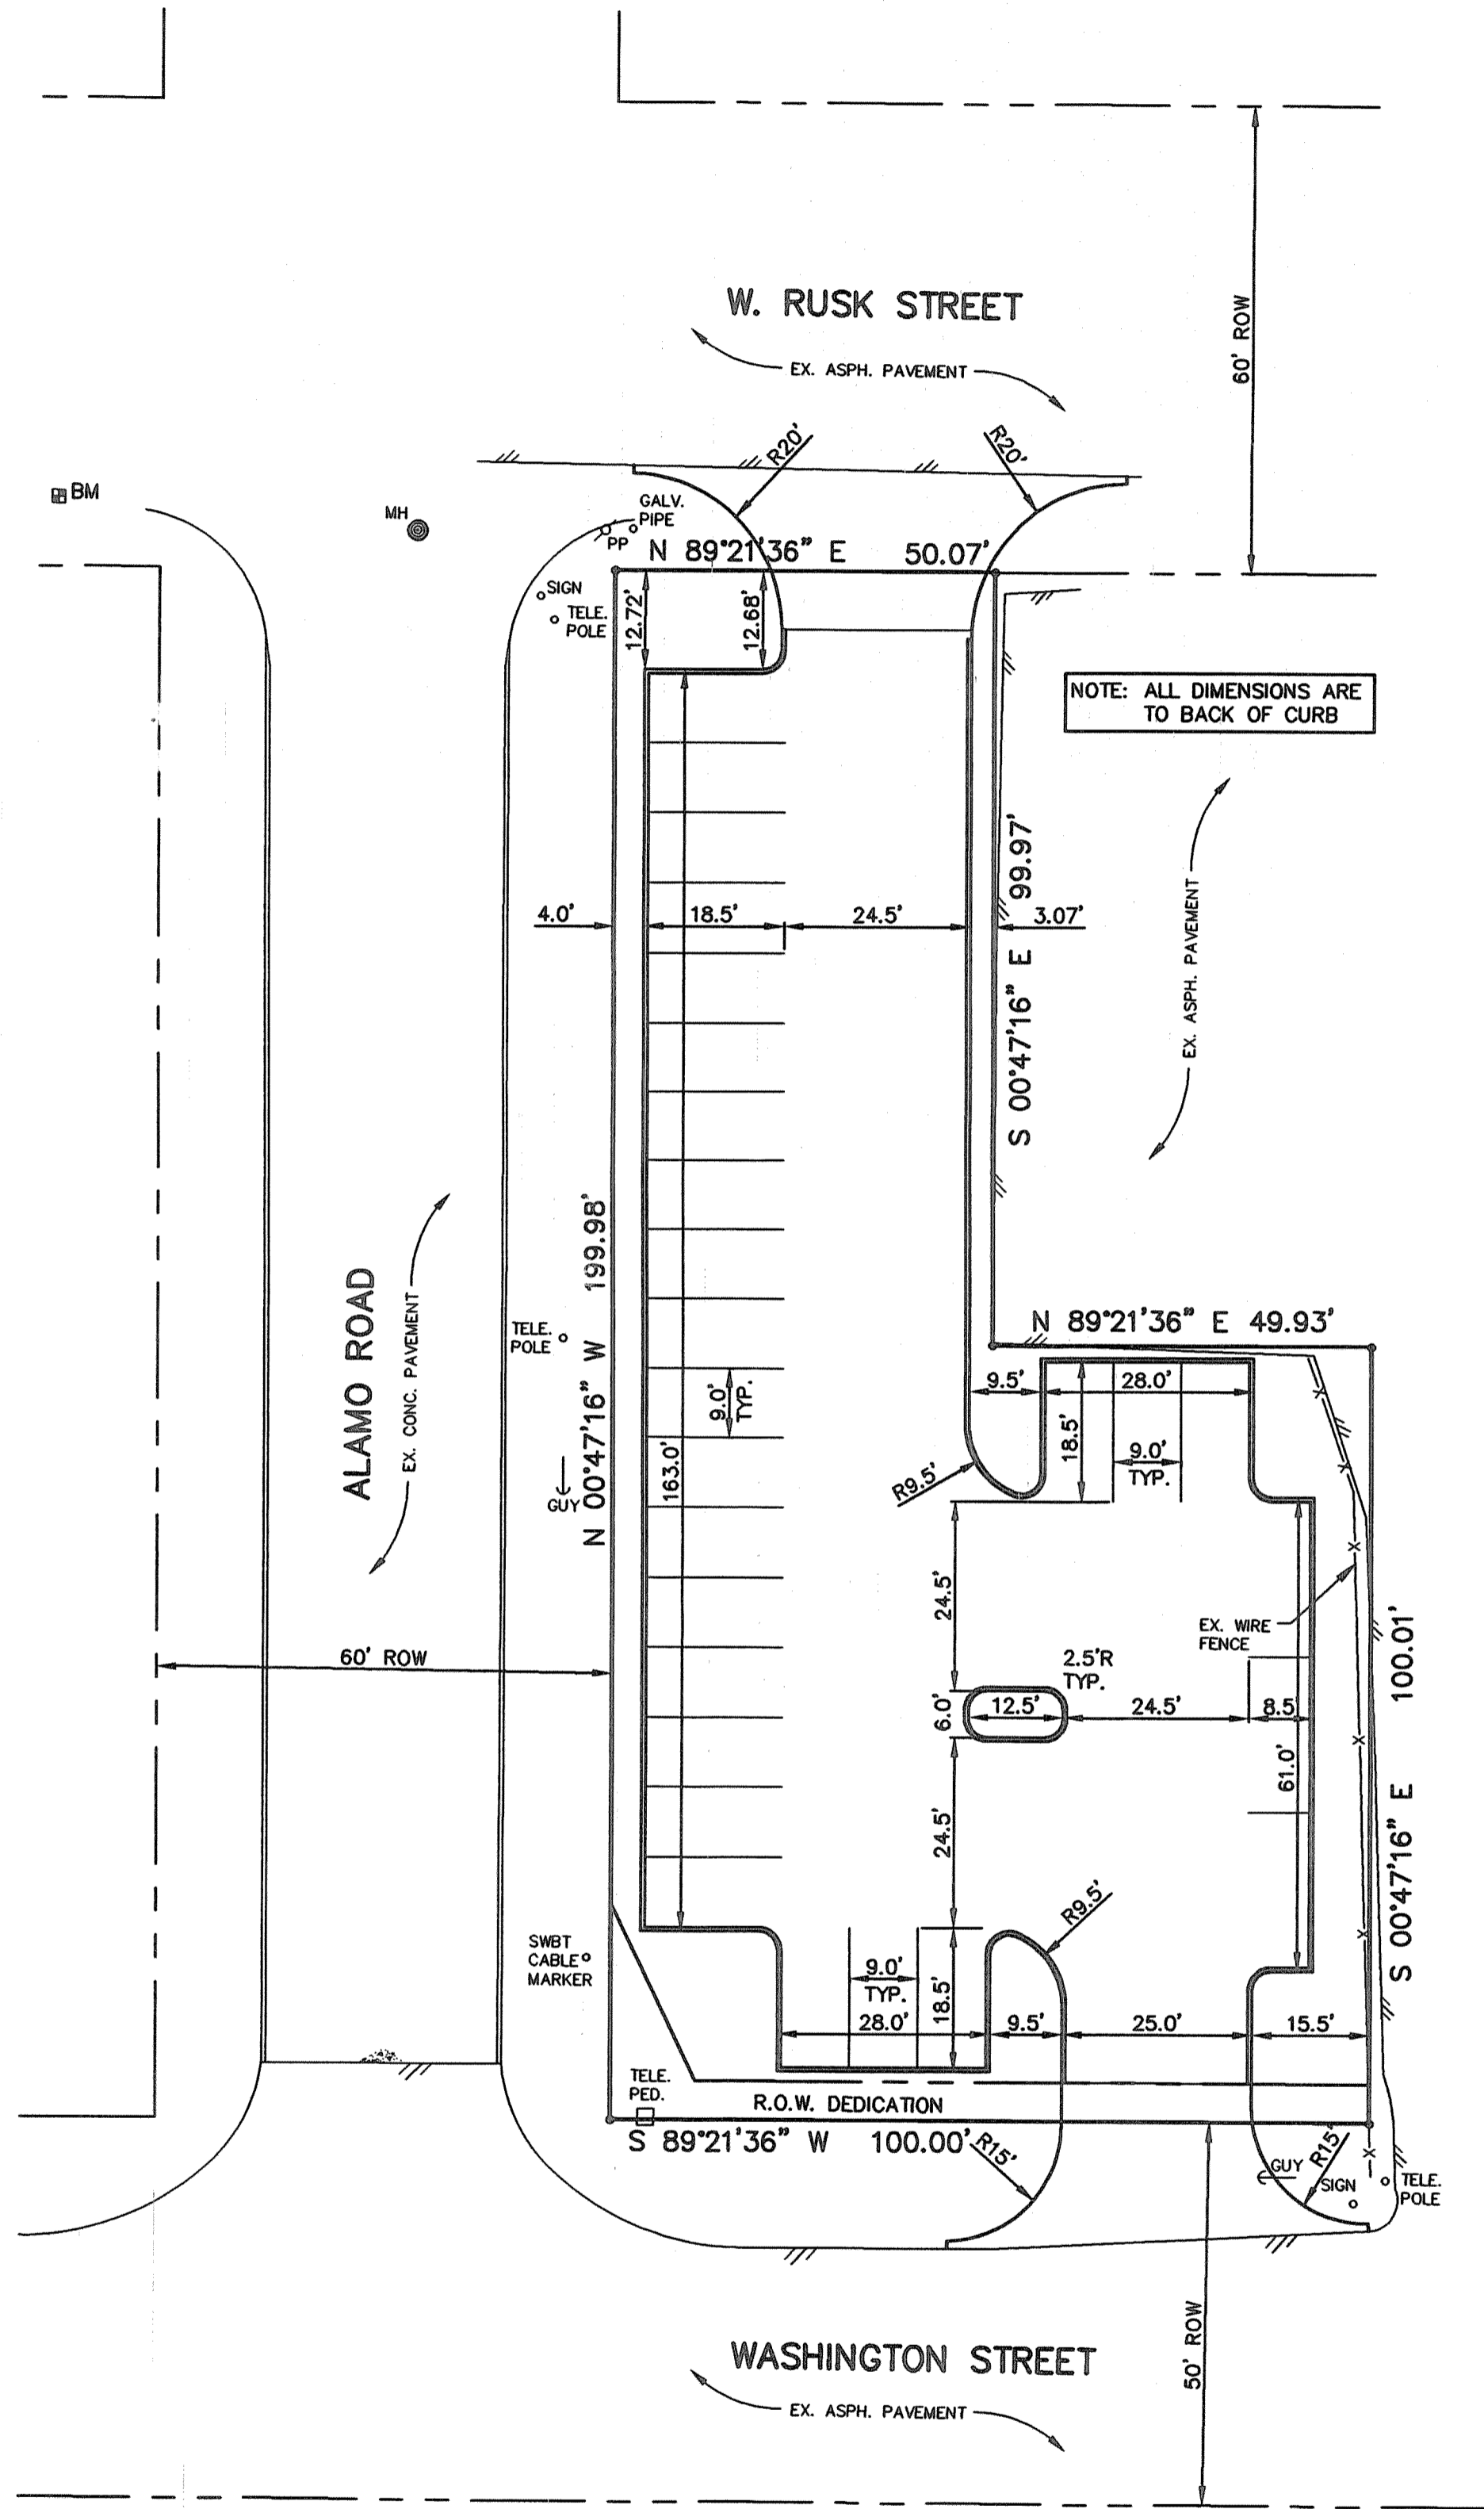 W. RUSK STREET
EX. ASPH. PAVEMENT
60' ROW
R20'
R20'
BM
MH
GALV.
PIPE
PP
N 89°21'36" E 50.07'
SIGN
TELE.
POLE
12.72'
12.68'
NOTE: ALL DIMENSIONS ARE
TO BACK OF CURB
S 00°47'16" E 99.97'
EX. ASPH. PAVEMENT
4.0'
18.5'
24.5'
3.07'
ALAMO ROAD
EX. CONC. PAVEMENT
N 00°47'16" W 199.98'
TELE.
POLE
GUY
9.0'
TYP.
163.0'
N 89°21'36" E 49.93'
9.5'
28.0'
18.5'
9.0'
TYP.
R9.5'
24.5'
EX. WIRE
FENCE
S 00°47'16" E 100.01'
60' ROW
2.5'R
TYP.
6.0'
12.5'
24.5'
8.5
61.0'
24.5'
R9.5'
SWBT
CABLE
MARKER
9.0'
TYP.
18.5'
28.0'
9.5'
25.0'
15.5'
TELE.
PED.
R.O.W. DEDICATION
S 89°21'36" W 100.00'
R15'
R15'
GUY
SIGN
TELE.
POLE
50' ROW
WASHINGTON STREET
EX. ASPH. PAVEMENT